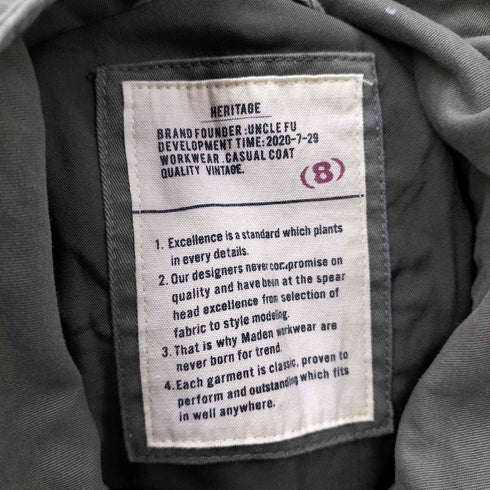 HERITAGE
BRAND FOUNDER :UNCLE FU
DEVELOPMENT TIME: 2020-7-29
WORKWEAR .CASUAL COAT
QUALITY VINTAGE.
(8)
1. Excellence is a standard which plants
in every details.
2. Our designers never compromise on
quality and have been at the spear
head excellence from selection of
fabric to style modeling.
3. That is why Maden workwear are
never born for trend.
4. Each garment is classic, proven to
perform and outstanding which fits
in well anywhere.